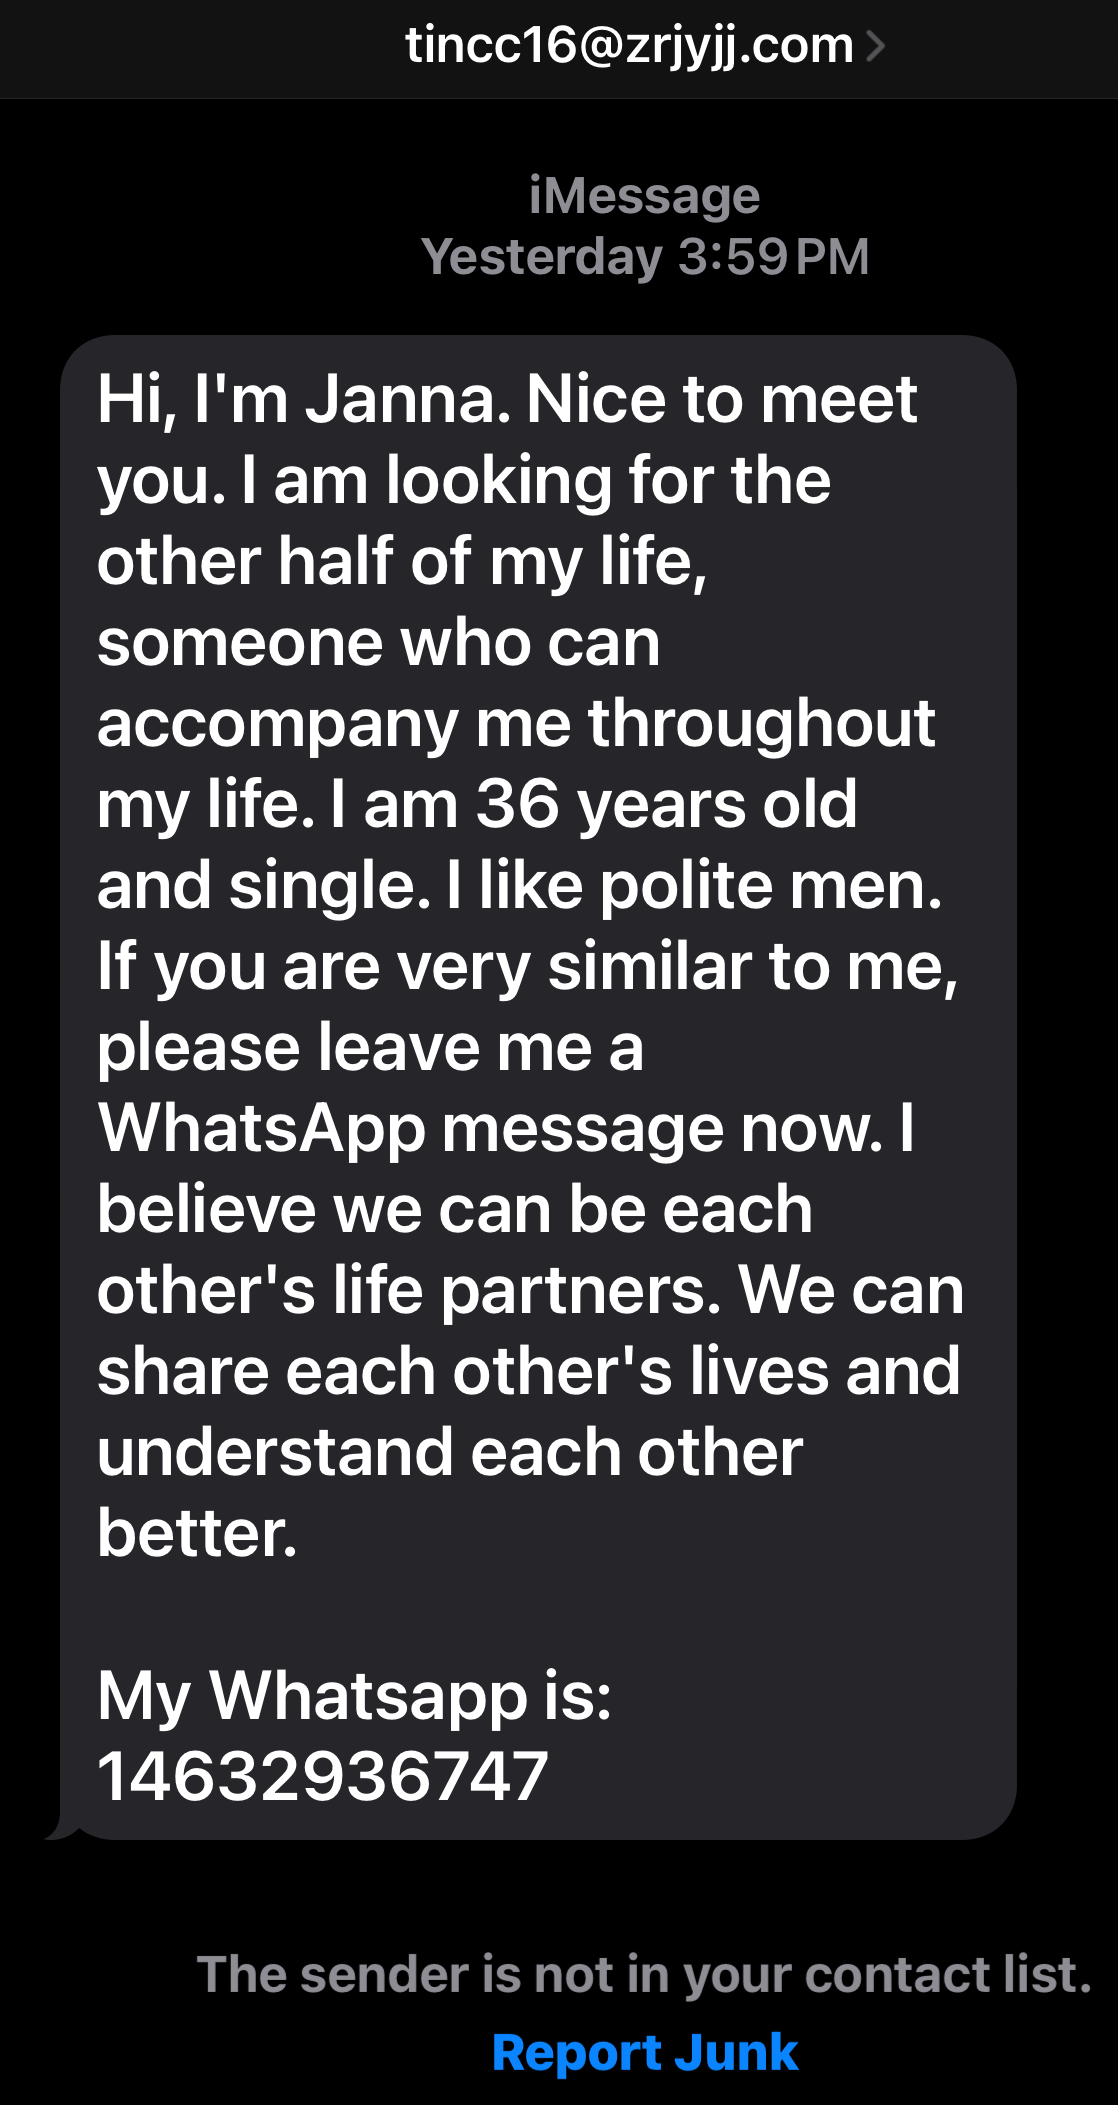 tincc16@zrjyjj.com
iMessage
Yesterday 3:59 PM
Hi, I'm Janna. Nice to meet
you. I am looking for the
other half of my life,
someone who can
accompany me throughout
my life. I am 36 years old
and single. I like polite men.
If you are very similar to me,
please leave me a
WhatsApp message now. I
believe we can be each
other's life partners. We can
share each other's lives and
understand each other
better.
My Whatsapp is:
14632936747
The sender is not in your contact list.
Report Junk